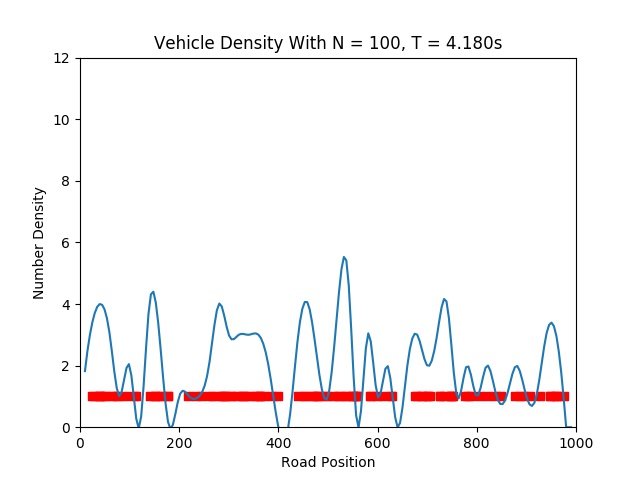 Vehicle Density With N = 100, T = 4.180s
12
10
8
6
4
2
0
Number Density
0 200 400 600 800 1000
Road Position